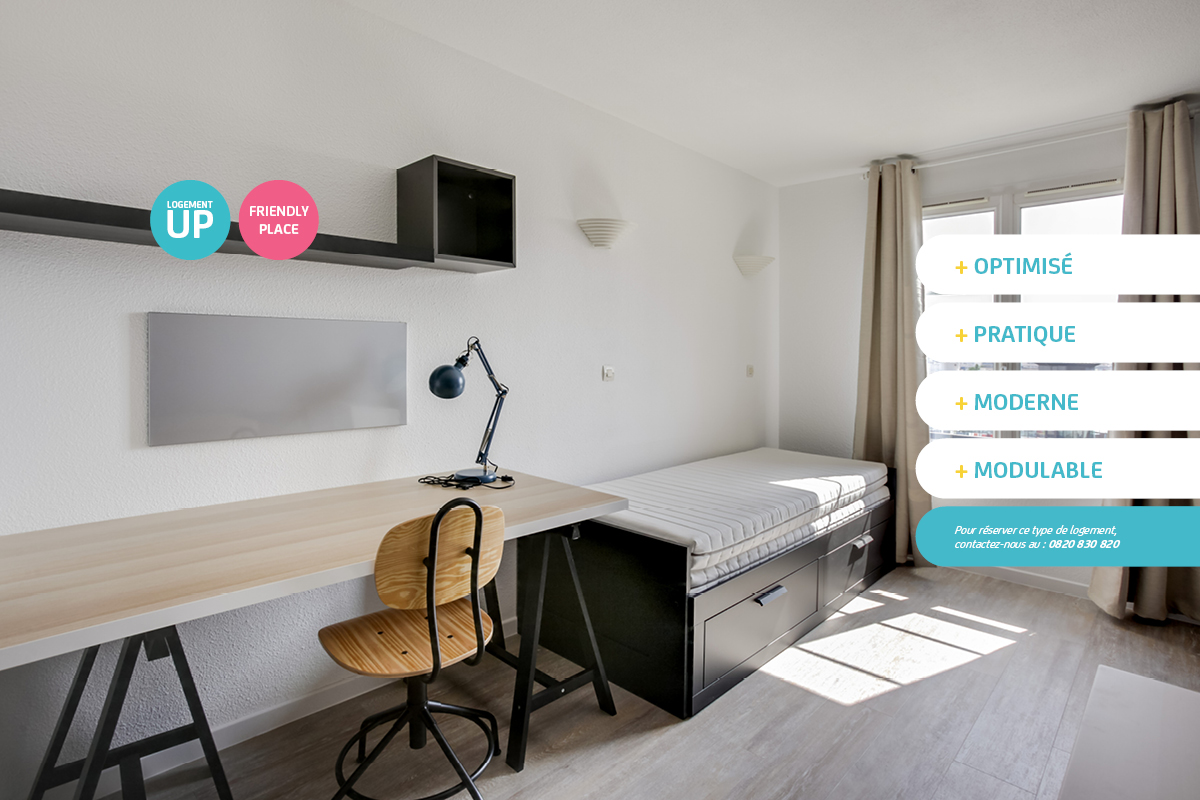 LOGEMENT
UP
FRIENDLY
PLACE
+ OPTIMISÉ
+ PRATIQUE
+ MODERNE
+ MODULABLE
Pour réserver ce type de logement,
contactez-nous au : 0820 830 820